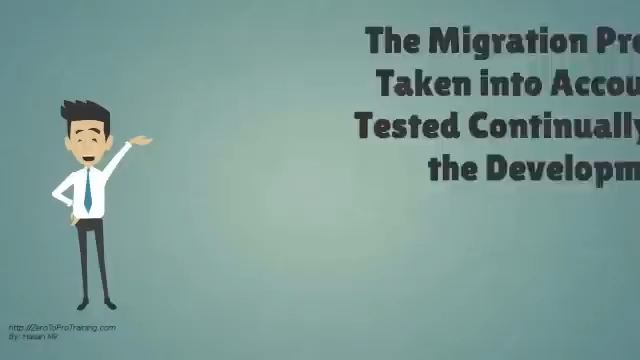 The Migration Pro
Taken into Accou
Tested Continually
the Developm
http://ZeroToProTraining.com
By: Hasan Mir